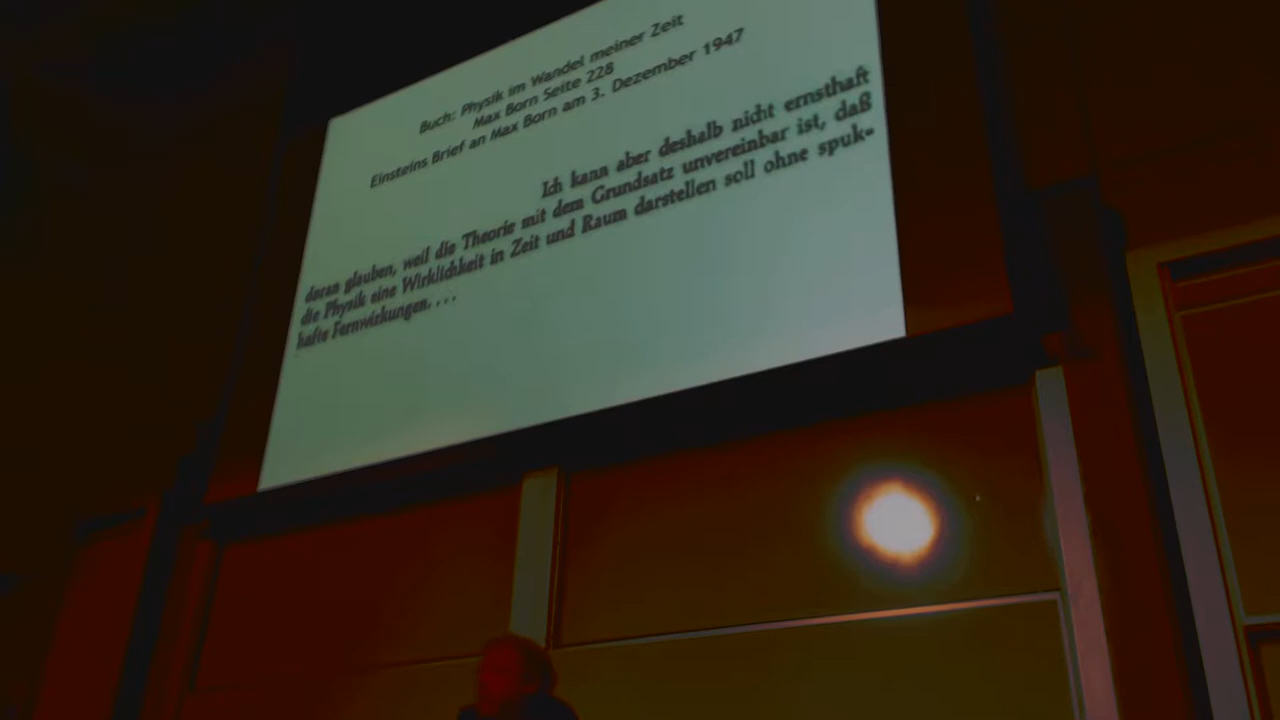 Buch: Physik im Wandel meiner Zeit
Max Born Seite 228
Einsteins Brief an Max Born am 3. Dezember 1947
Ich kann aber deshalb nicht ernsthaft
daran glauben, weil die Theorie mit dem Grundsatz unvereinbar ist, daß
die Physik eine Wirklichkeit in Zeit und Raum darstellen soll ohne spuk-
hafte Fernwirkungen. ...